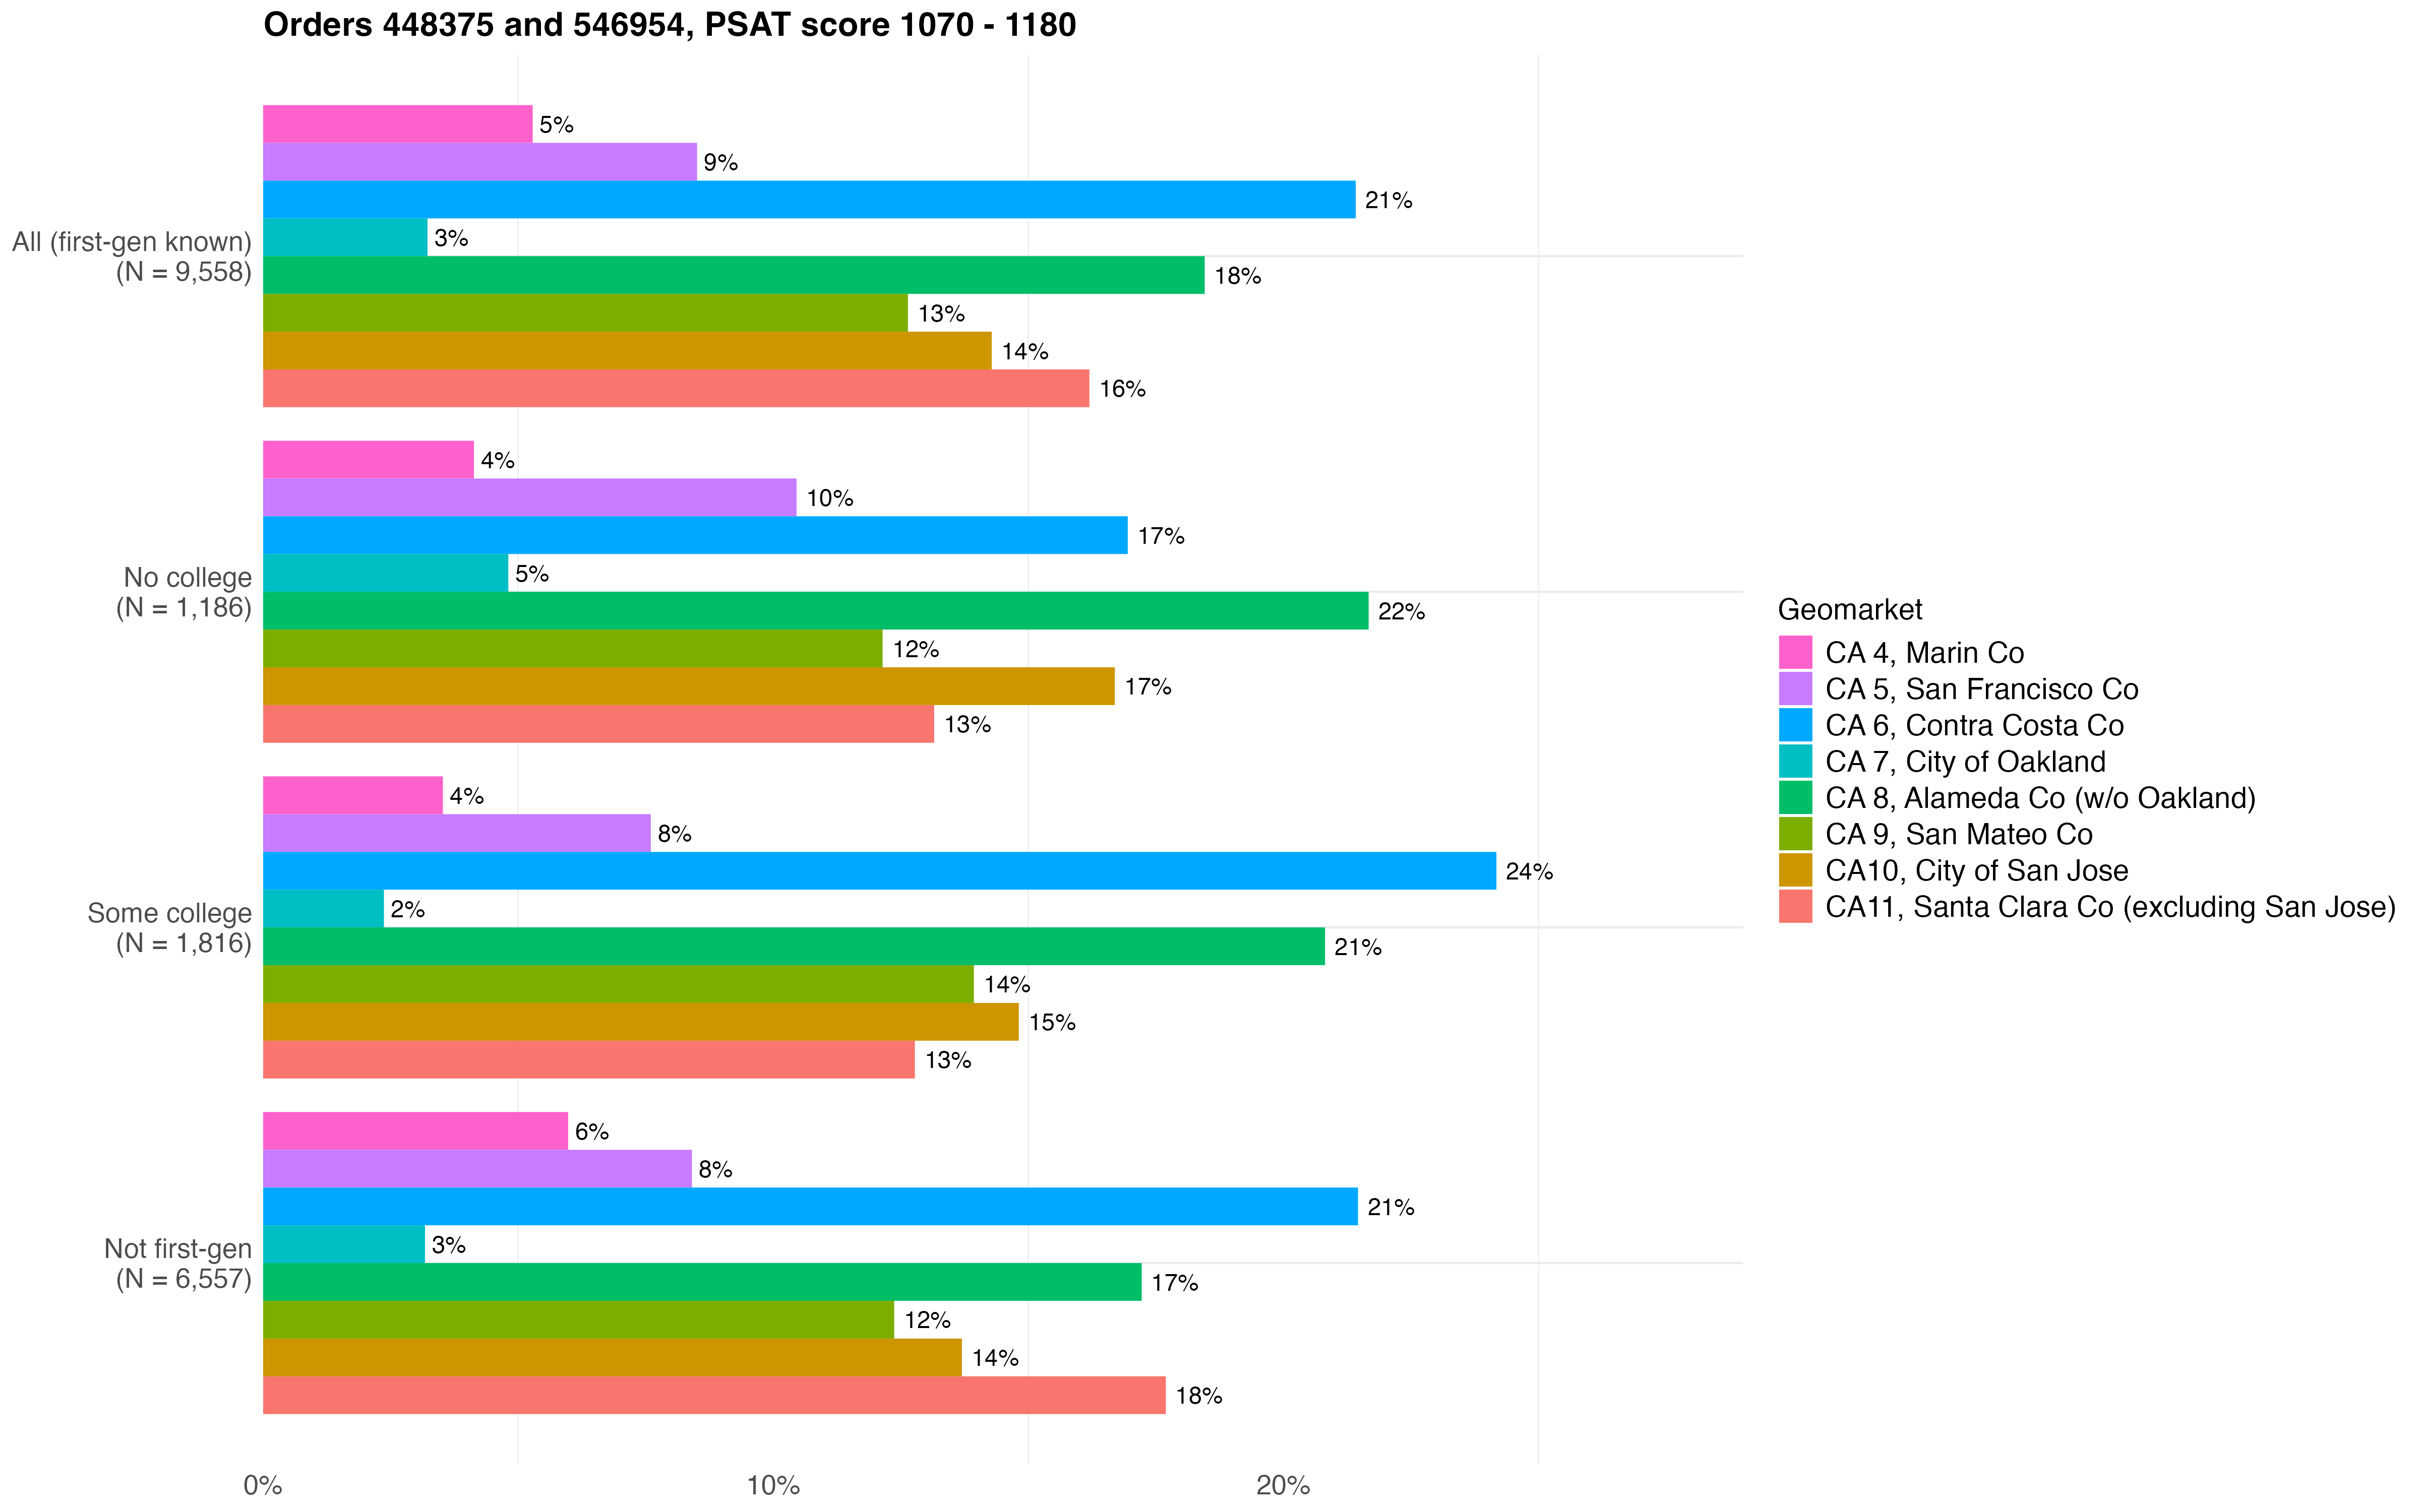 Orders 448375 and 546954, PSAT score 1070 - 1180
All (first-gen known)
(N = 9,558)
5%
9%
21%
3%
18%
13%
14%
16%
No college
(N = 1,186)
4%
10%
17%
5%
22%
12%
17%
13%
Some college
(N = 1,816)
4%
8%
24%
2%
21%
14%
15%
13%
Not first-gen
(N = 6,557)
6%
8%
21%
3%
17%
12%
14%
18%
0% 10% 20%
Geomarket
CA 4, Marin Co
CA 5, San Francisco Co
CA 6, Contra Costa Co
CA 7, City of Oakland
CA 8, Alameda Co (w/o Oakland)
CA 9, San Mateo Co
CA10, City of San Jose
CA11, Santa Clara Co (excluding San Jose)